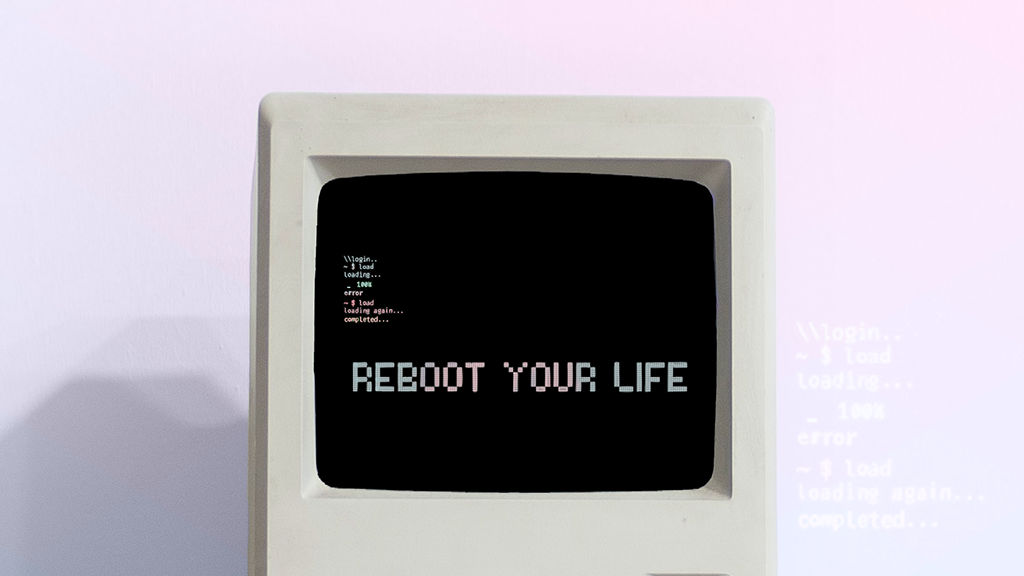 \\login..
~ $ load
loading...
_ 100%
error
~ $ load
loading again...
completed...
REBOOT YOUR LIFE
\\login..
~ $ load
loading...
_ 100%
error
~ $ load
loading again...
completed...